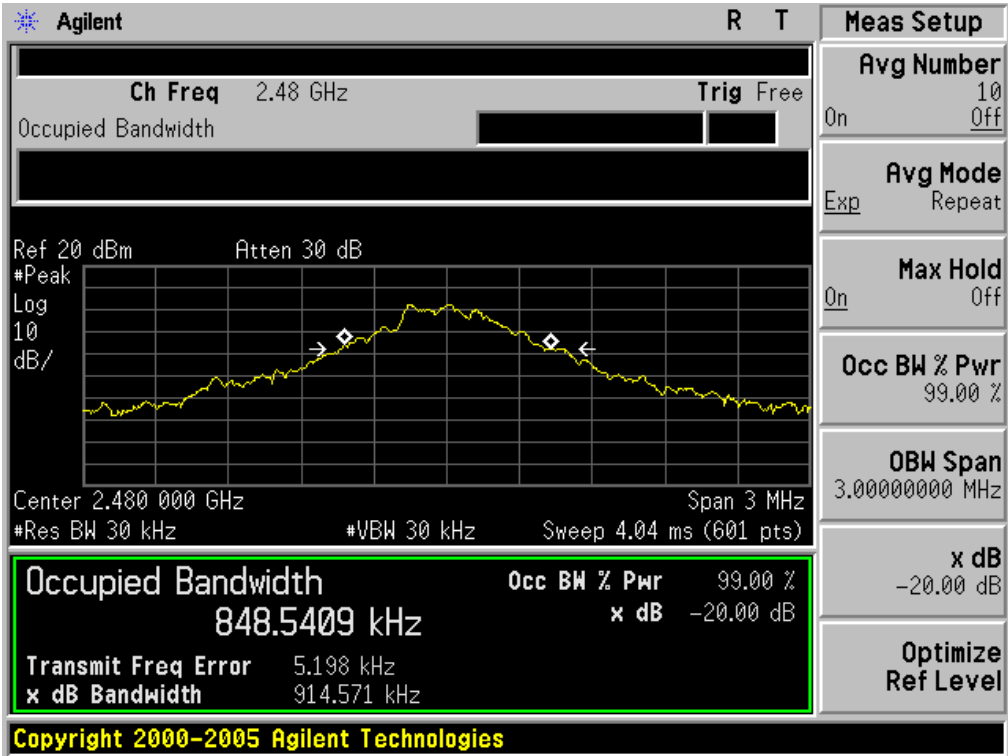 Agilent R T
Ch Freq 2.48 GHz Trig Free
Occupied Bandwidth
Ref 20 dBm Atten 30 dB
#Peak
Log
10
dB/
Center 2.480 000 GHz Span 3 MHz
#Res BW 30 kHz #VBW 30 kHz Sweep 4.04 ms (601 pts)
Occupied Bandwidth Occ BW % Pwr 99.00 %
848.5409 kHz x dB -20.00 dB
Transmit Freq Error 5.198 kHz
x dB Bandwidth 914.571 kHz
Copyright 2000-2005 Agilent Technologies
Meas Setup
Avg Number
10
On Off
Avg Mode
Exp Repeat
Max Hold
On Off
Occ BW % Pwr
99.00 %
OBW Span
3.00000000 MHz
x dB
-20.00 dB
Optimize
Ref Level